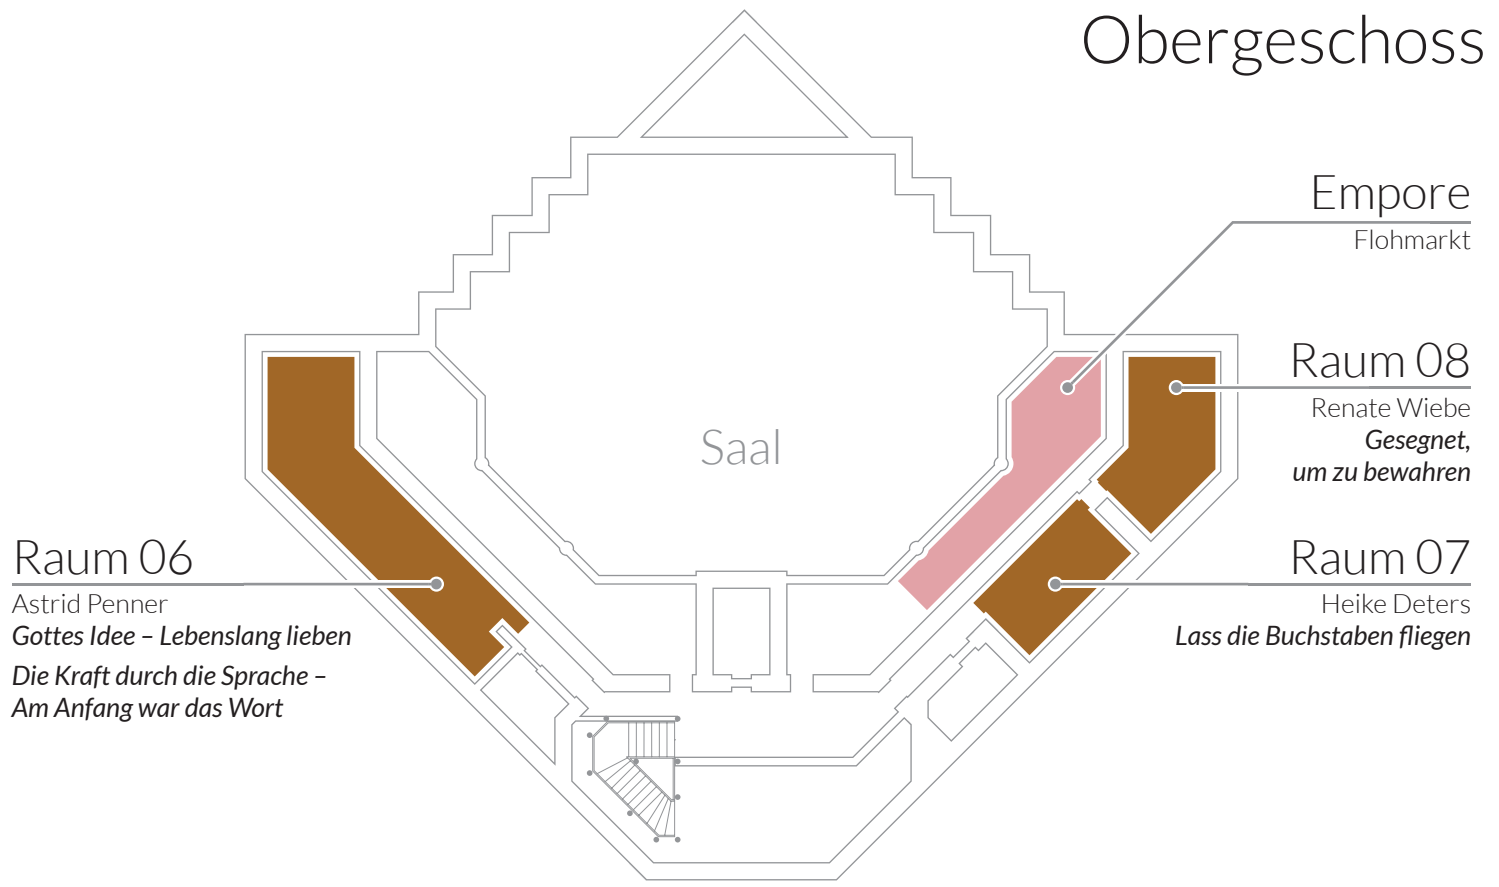 Obergeschoss
Empore
Flohmarkt
Raum 08
Renate Wiebe
Gesegnet,
um zu bewahren
Saal
Raum 06
Astrid Penner
Gottes Idee – Lebenslang lieben
Die Kraft durch die Sprache –
Am Anfang war das Wort
Raum 07
Heike Deters
Lass die Buchstaben fliegen